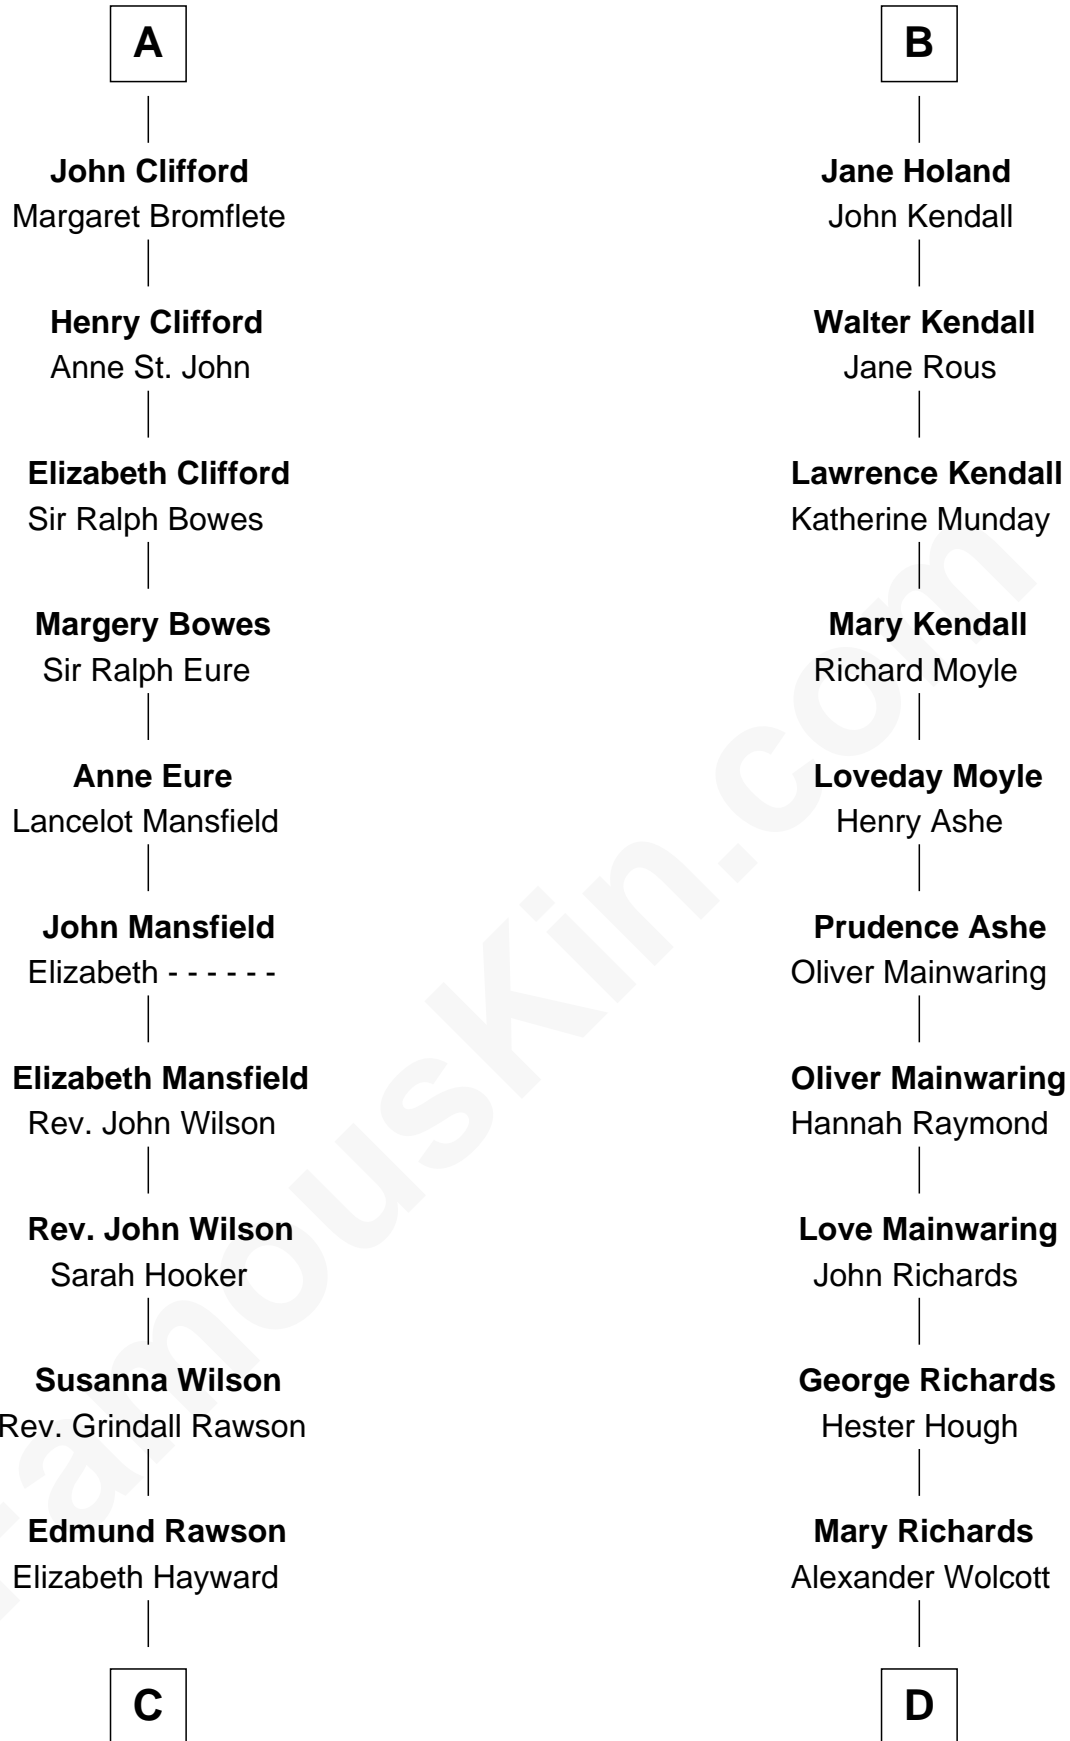 A
John Clifford
Margaret Bromflete
Henry Clifford
Anne St. John
Elizabeth Clifford
Sir Ralph Bowes
Margery Bowes
Sir Ralph Eure
Anne Eure
Lancelot Mansfield
John Mansfield
Elizabeth - - - - - -
Elizabeth Mansfield
Rev. John Wilson
Rev. John Wilson
Sarah Hooker
Susanna Wilson
Rev. Grindall Rawson
Edmund Rawson
Elizabeth Hayward
C
B
Jane Holand
John Kendall
Walter Kendall
Jane Rous
Lawrence Kendall
Katherine Munday
Mary Kendall
Richard Moyle
Loveday Moyle
Henry Ashe
Prudence Ashe
Oliver Mainwaring
Oliver Mainwaring
Hannah Raymond
Love Mainwaring
John Richards
George Richards
Hester Hough
Mary Richards
Alexander Wolcott
D
FamousKin.com